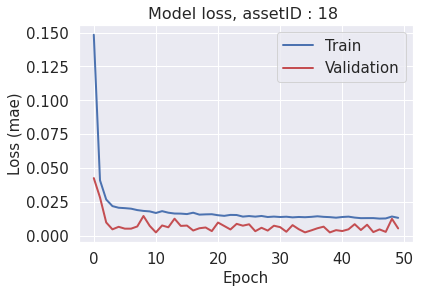 Model loss, assetID : 18
Loss (mae)
0.150
0.125
0.100
0.075
0.050
0.025
0.000
Train
Validation
0 10 20 30 40 50
Epoch